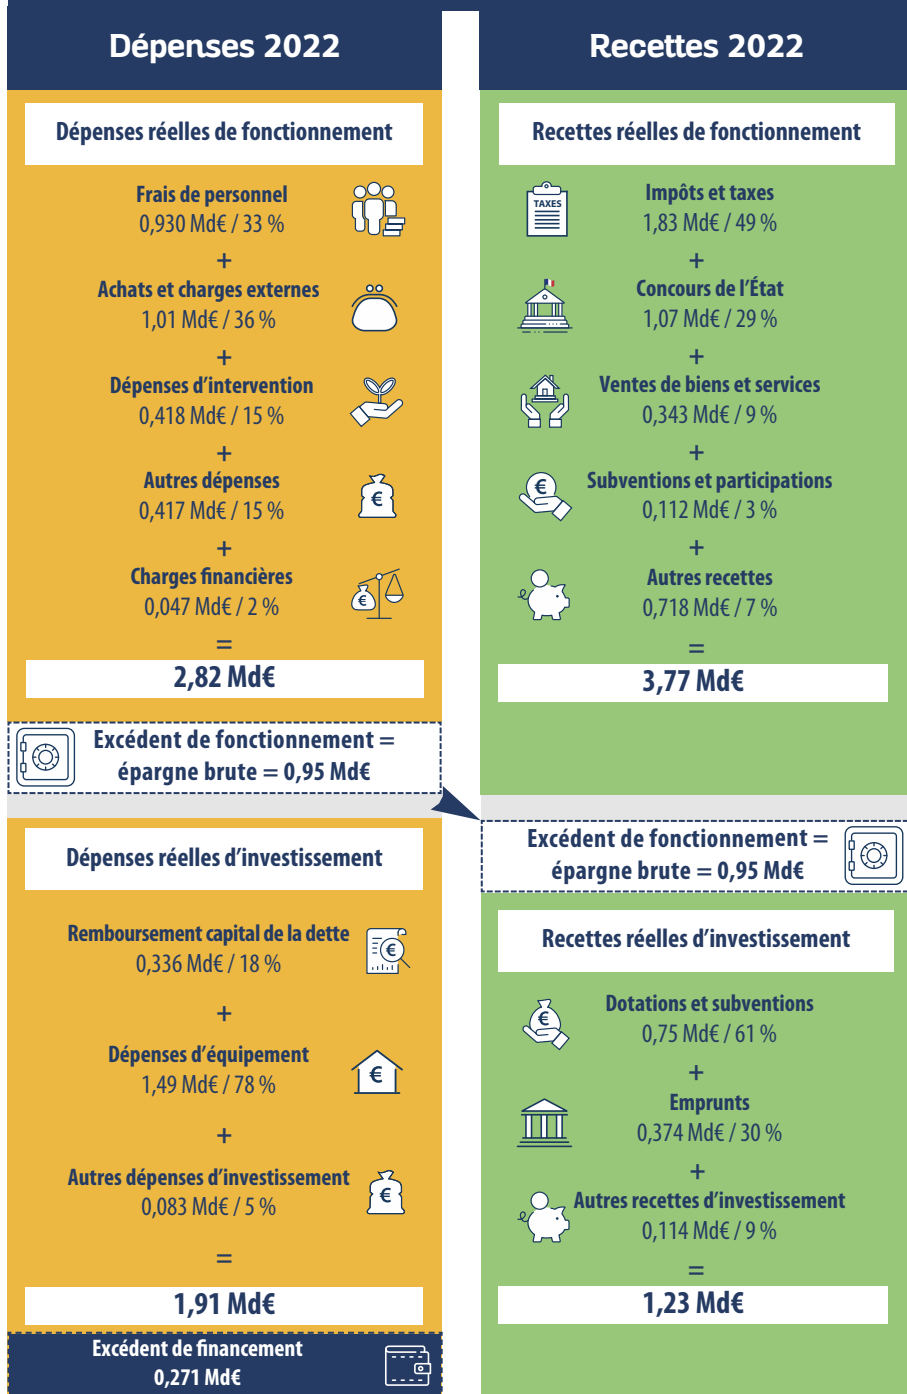 Dépenses 2022
Dépenses réelles de fonctionnement
Frais de personnel
0,930 Md€ / 33 %
+
Achats et charges externes
1,01 Md€ / 36 %
+
Dépenses d'intervention
0,418 Md€ / 15 %
+
Autres dépenses
0,417 Md€ / 15 %
€
+
Charges financières
0,047 Md€ / 2 %
€
=
2,82 Md€
Excédent de fonctionnement =
épargne brute = 0,95 Md€
Dépenses réelles d'investissement
Remboursement capital de la dette
0,336 Md€ / 18 %
€
+
Dépenses d'équipement
1,49 Md€ / 78 %
€
+
Autres dépenses d'investissement
0,083 Md€ / 5 %
€
=
1,91 Md€
Excédent de financement
0,271 Md€
Recettes 2022
Recettes réelles de fonctionnement
TAXES
Impôts et taxes
1,83 Md€ / 49 %
+
Concours de l'État
1,07 Md€ / 29 %
+
Ventes de biens et services
0,343 Md€ / 9 %
+
€
Subventions et participations
0,112 Md€ / 3 %
+
Autres recettes
0,718 Md€ / 7 %
=
3,77 Md€
Excédent de fonctionnement =
épargne brute = 0,95 Md€
Recettes réelles d'investissement
€
Dotations et subventions
0,75 Md€ / 61 %
+
Emprunts
0,374 Md€ / 30 %
+
Autres recettes d'investissement
0,114 Md€ / 9 %
=
1,23 Md€